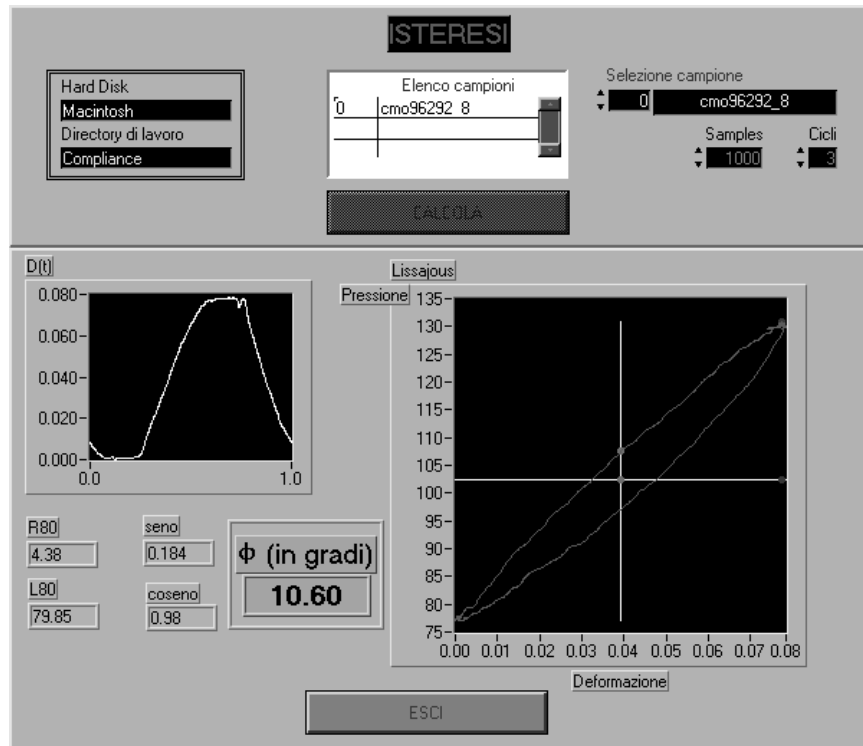 ISTERESI
Hard Disk
Macintosh
Directory di lavoro
Compliance
Elenco campioni
0 cmo96292_8
Selezione campione
0 cmo96292_8
Samples Cicli
1000 3
CALCOLA
D(t)
0.080
0.060
0.040
0.020
0.000
0.0 1.0
Lissajous
Pressione
135
130
125
120
115
110
105
100
95
90
85
80
75
0.00 0.01 0.02 0.03 0.04 0.05 0.06 0.07 0.08
Deformazione
R80
4.38
seno
0.184
L80
79.85
coseno
0.98
ϕ (in gradi)
10.60
ESCI